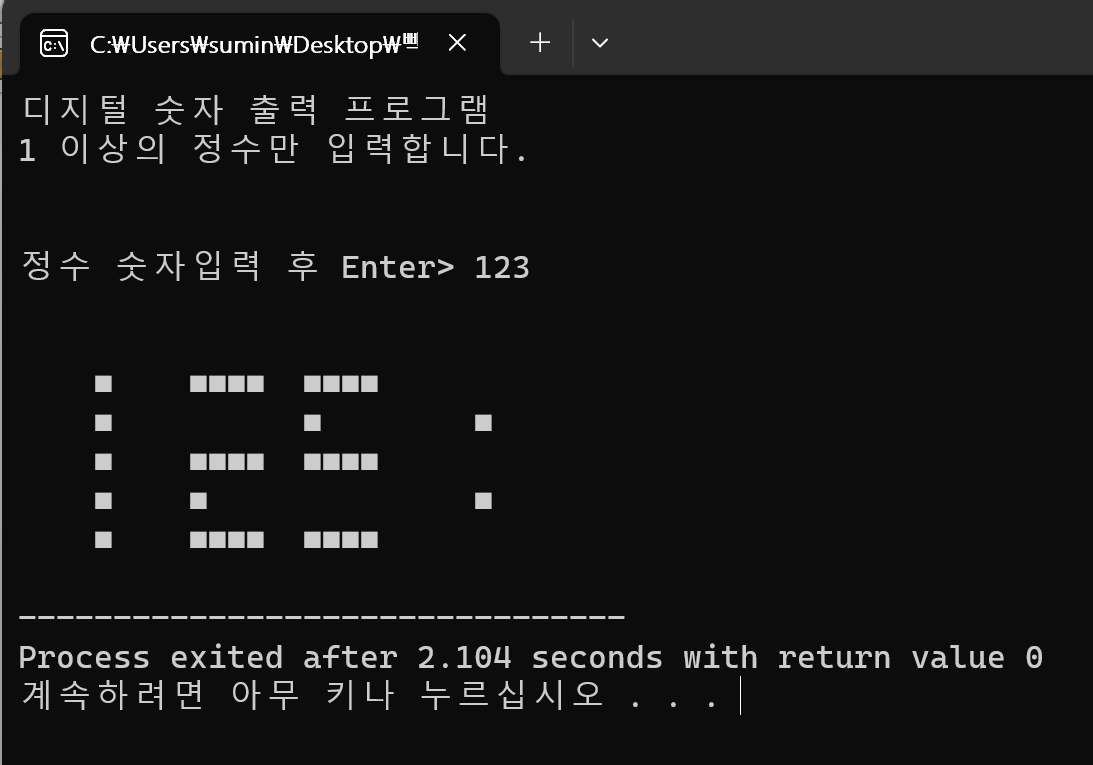 C:₩Users₩sumin₩Desktop₩
디지털 숫자 출력 프로그램
1 이상의 정수만 입력합니다.
정수 숫자입력 후 Enter> 123
■ ■■■■ ■■■■
■ ■ ■
■ ■■■■ ■■■■
■ ■ ■
■ ■■■■ ■■■■
--------------------------------
Process exited after 2.104 seconds with return value 0
계속하려면 아무 키나 누르십시오 . . .